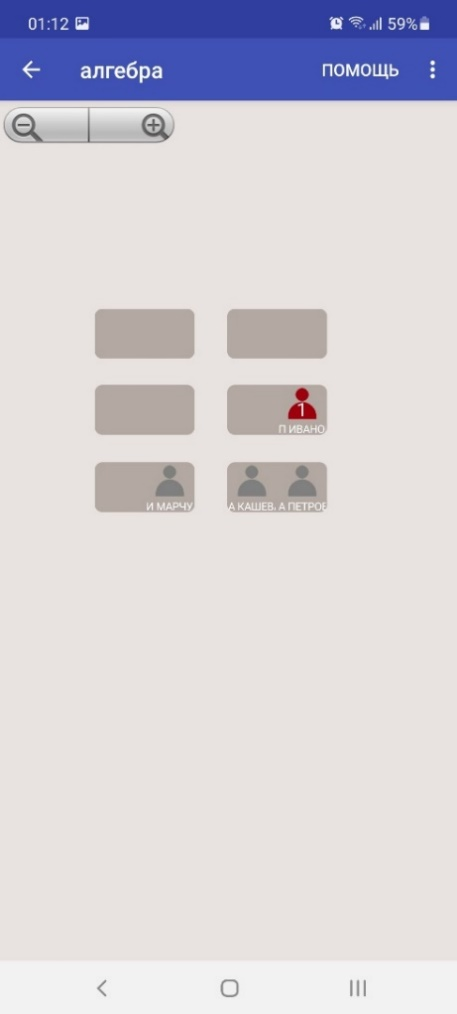 01:12 59%
алгебра ПОМОЩЬ
1
П ИВАНО
И МАРЧУ А КАШЕВ. А ПЕТРОВ